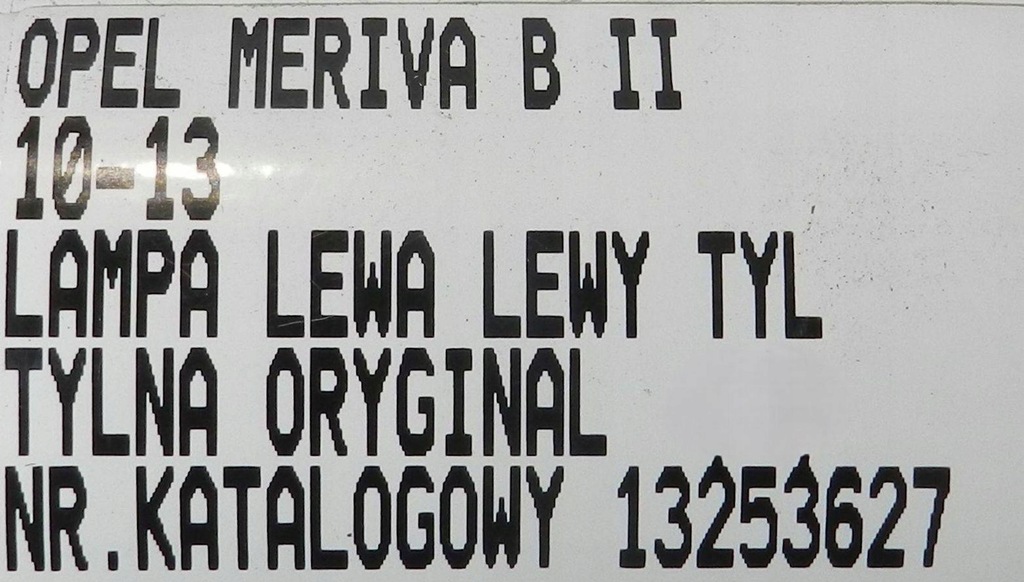 OPEL MERIVA B II
10-13
LAMPA LEWA LEWY TYL
TYLNA ORYGINAL
NR.KATALOGOWY 13253627